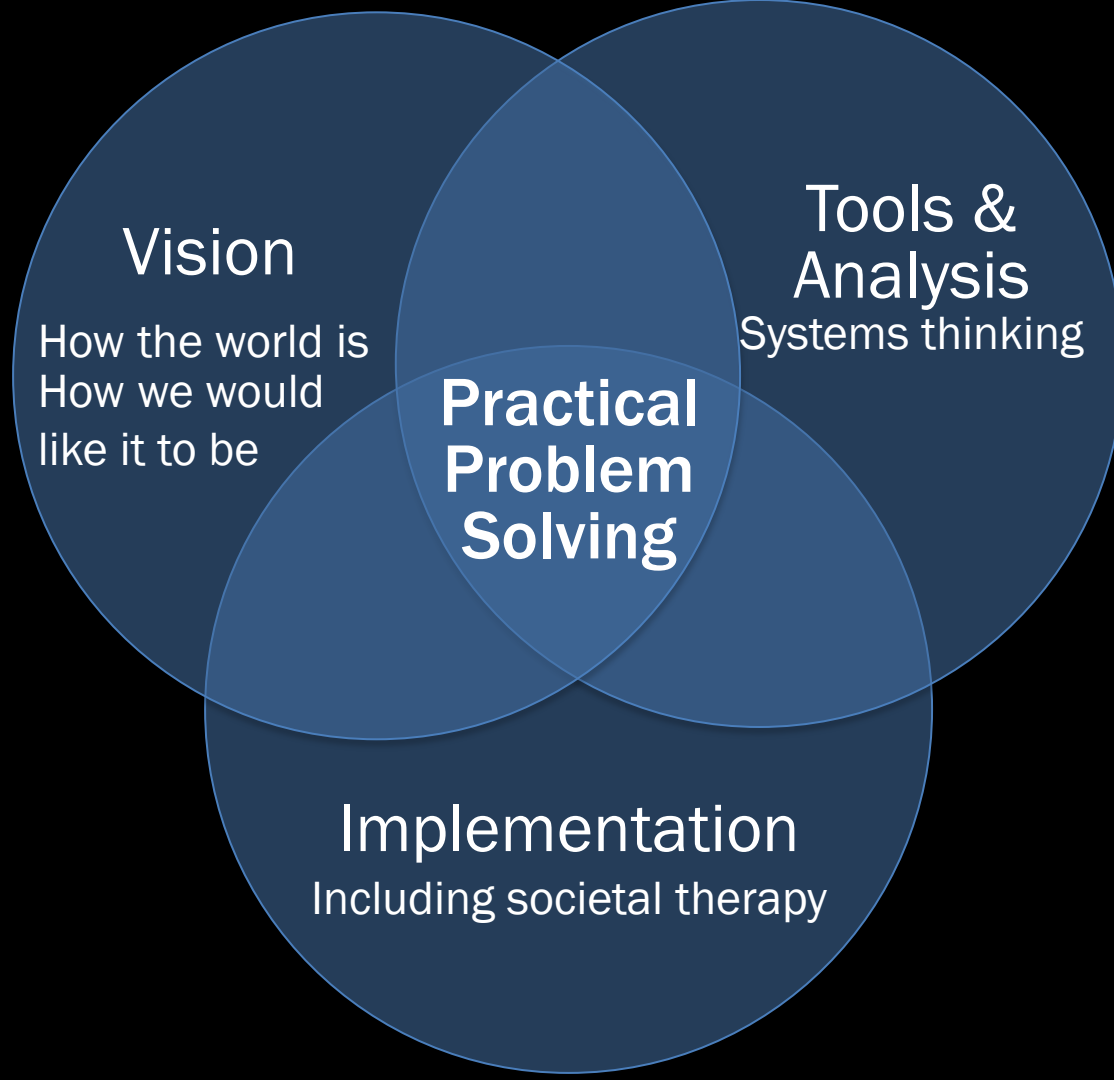 Vision
How the world is
How we would
like it to be
Tools &
Analysis
Systems thinking
Practical
Problem
Solving
Implementation
Including societal therapy